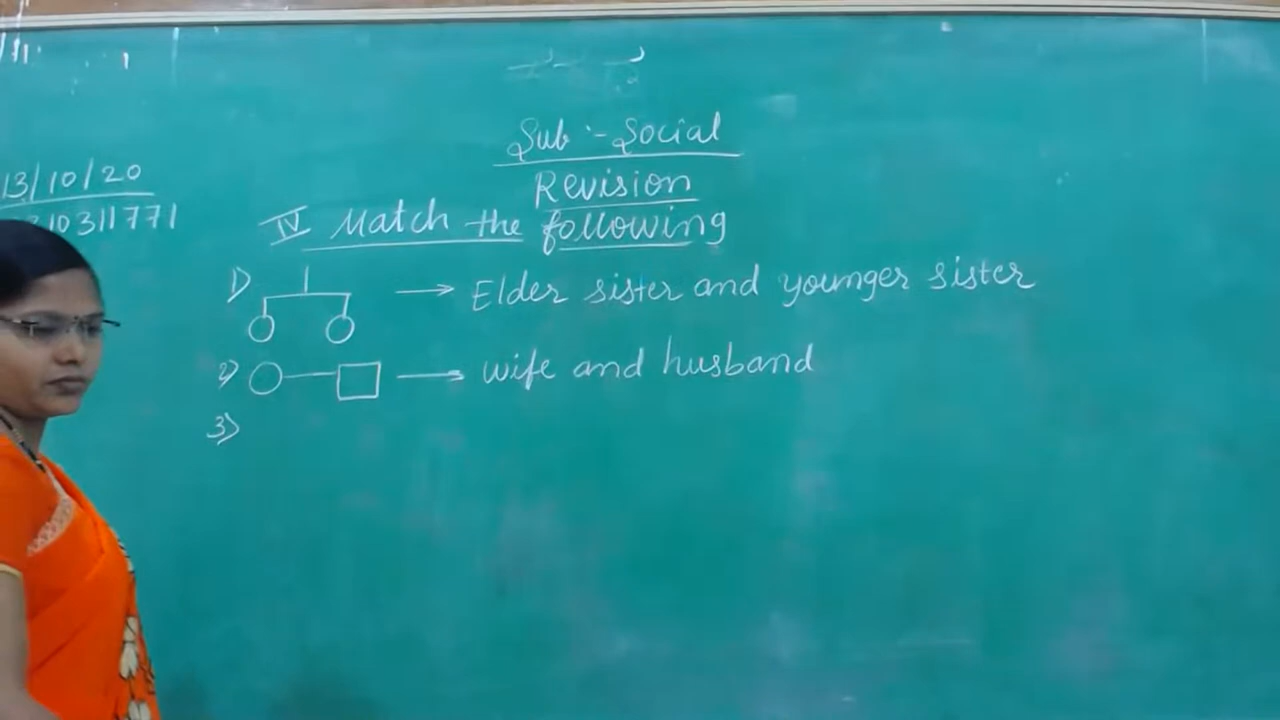 Sub :- Social
13/10/20
Revision
10311771
IV Match the following
1) → Elder sister and younger sister
2) → wife and husband
3)